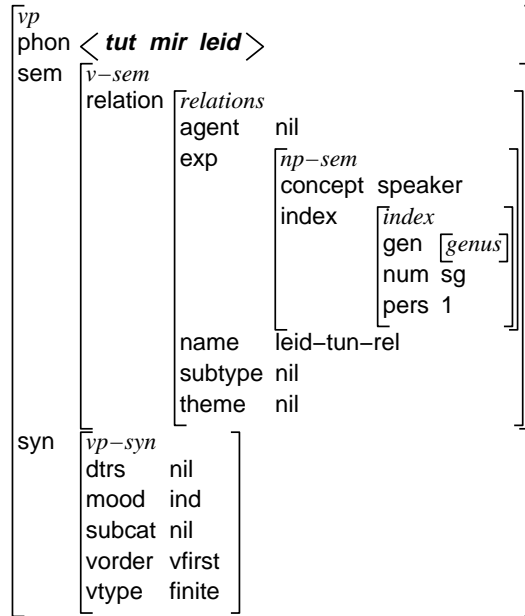 vp
phon < tut mir leid >
sem v−sem
relation relations
agent nil
exp np−sem
concept speaker
index index
gen genus
num sg
pers 1
name leid−tun−rel
subtype nil
theme nil
syn vp−syn
dtrs nil
mood ind
subcat nil
vorder vfirst
vtype finite